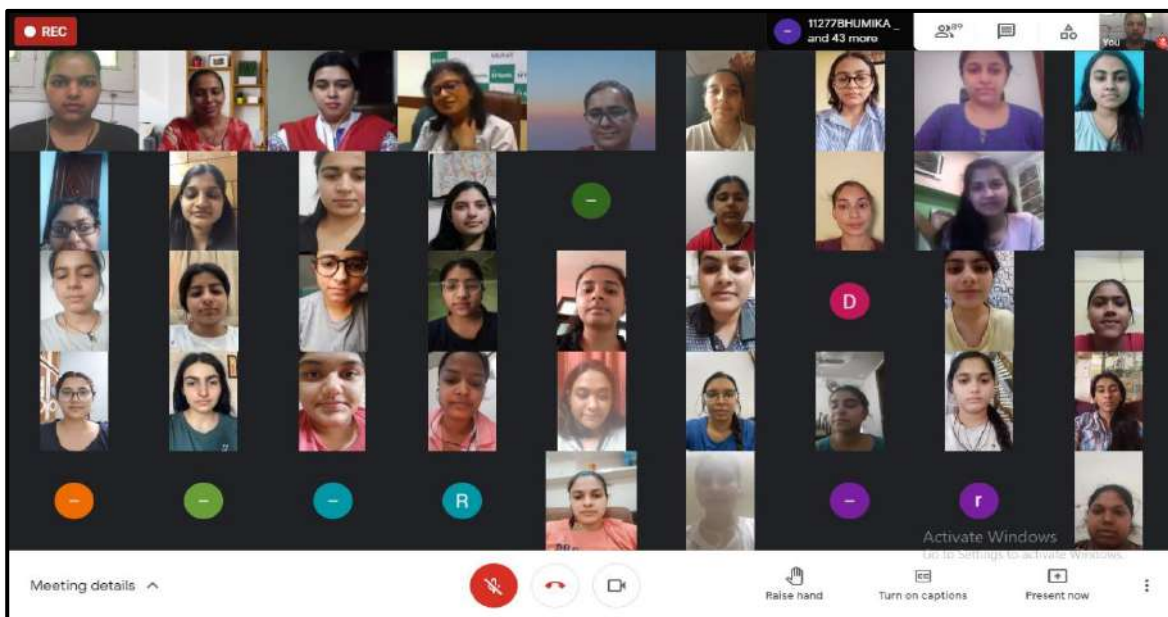 REC
11277BHUMIKA_
and 43 more
89
You
D
R
r
Activate Windows
Go to Settings to activate Windows.
Meeting details
Raise hand
Turn on captions
Present now